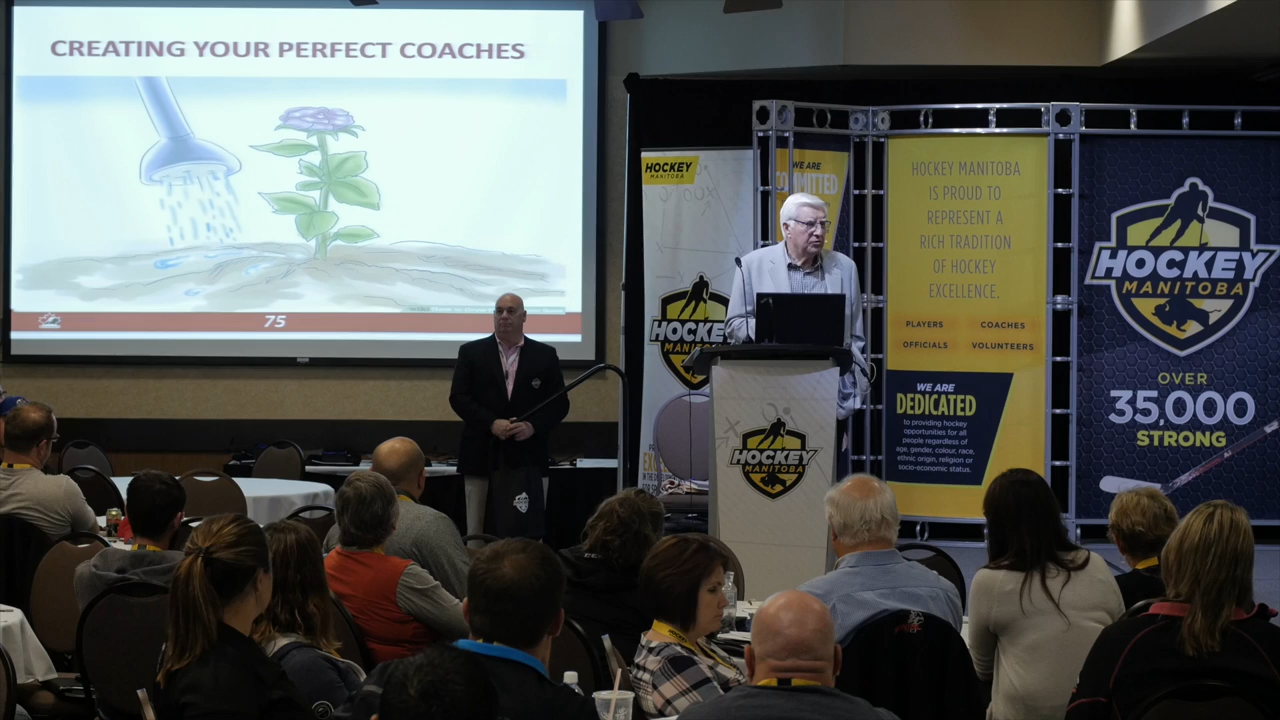 CREATING YOUR PERFECT COACHES
75
HOCKEY
MANITOBA
HOCKEY
MANITOBA
WE ARE
COMMITTED
HOCKEY MANITOBA
IS PROUD TO
REPRESENT A
RICH TRADITION
OF HOCKEY
EXCELLENCE.
PLAYERS COACHES
OFFICIALS VOLUNTEERS
WE ARE
DEDICATED
to providing hockey
opportunities for all
people regardless of
age, gender, colour, race,
ethnic origin, religion or
socio-economic status.
HOCKEY
MANITOBA
OVER
35,000
STRONG
HOCKEY
MANITOBA